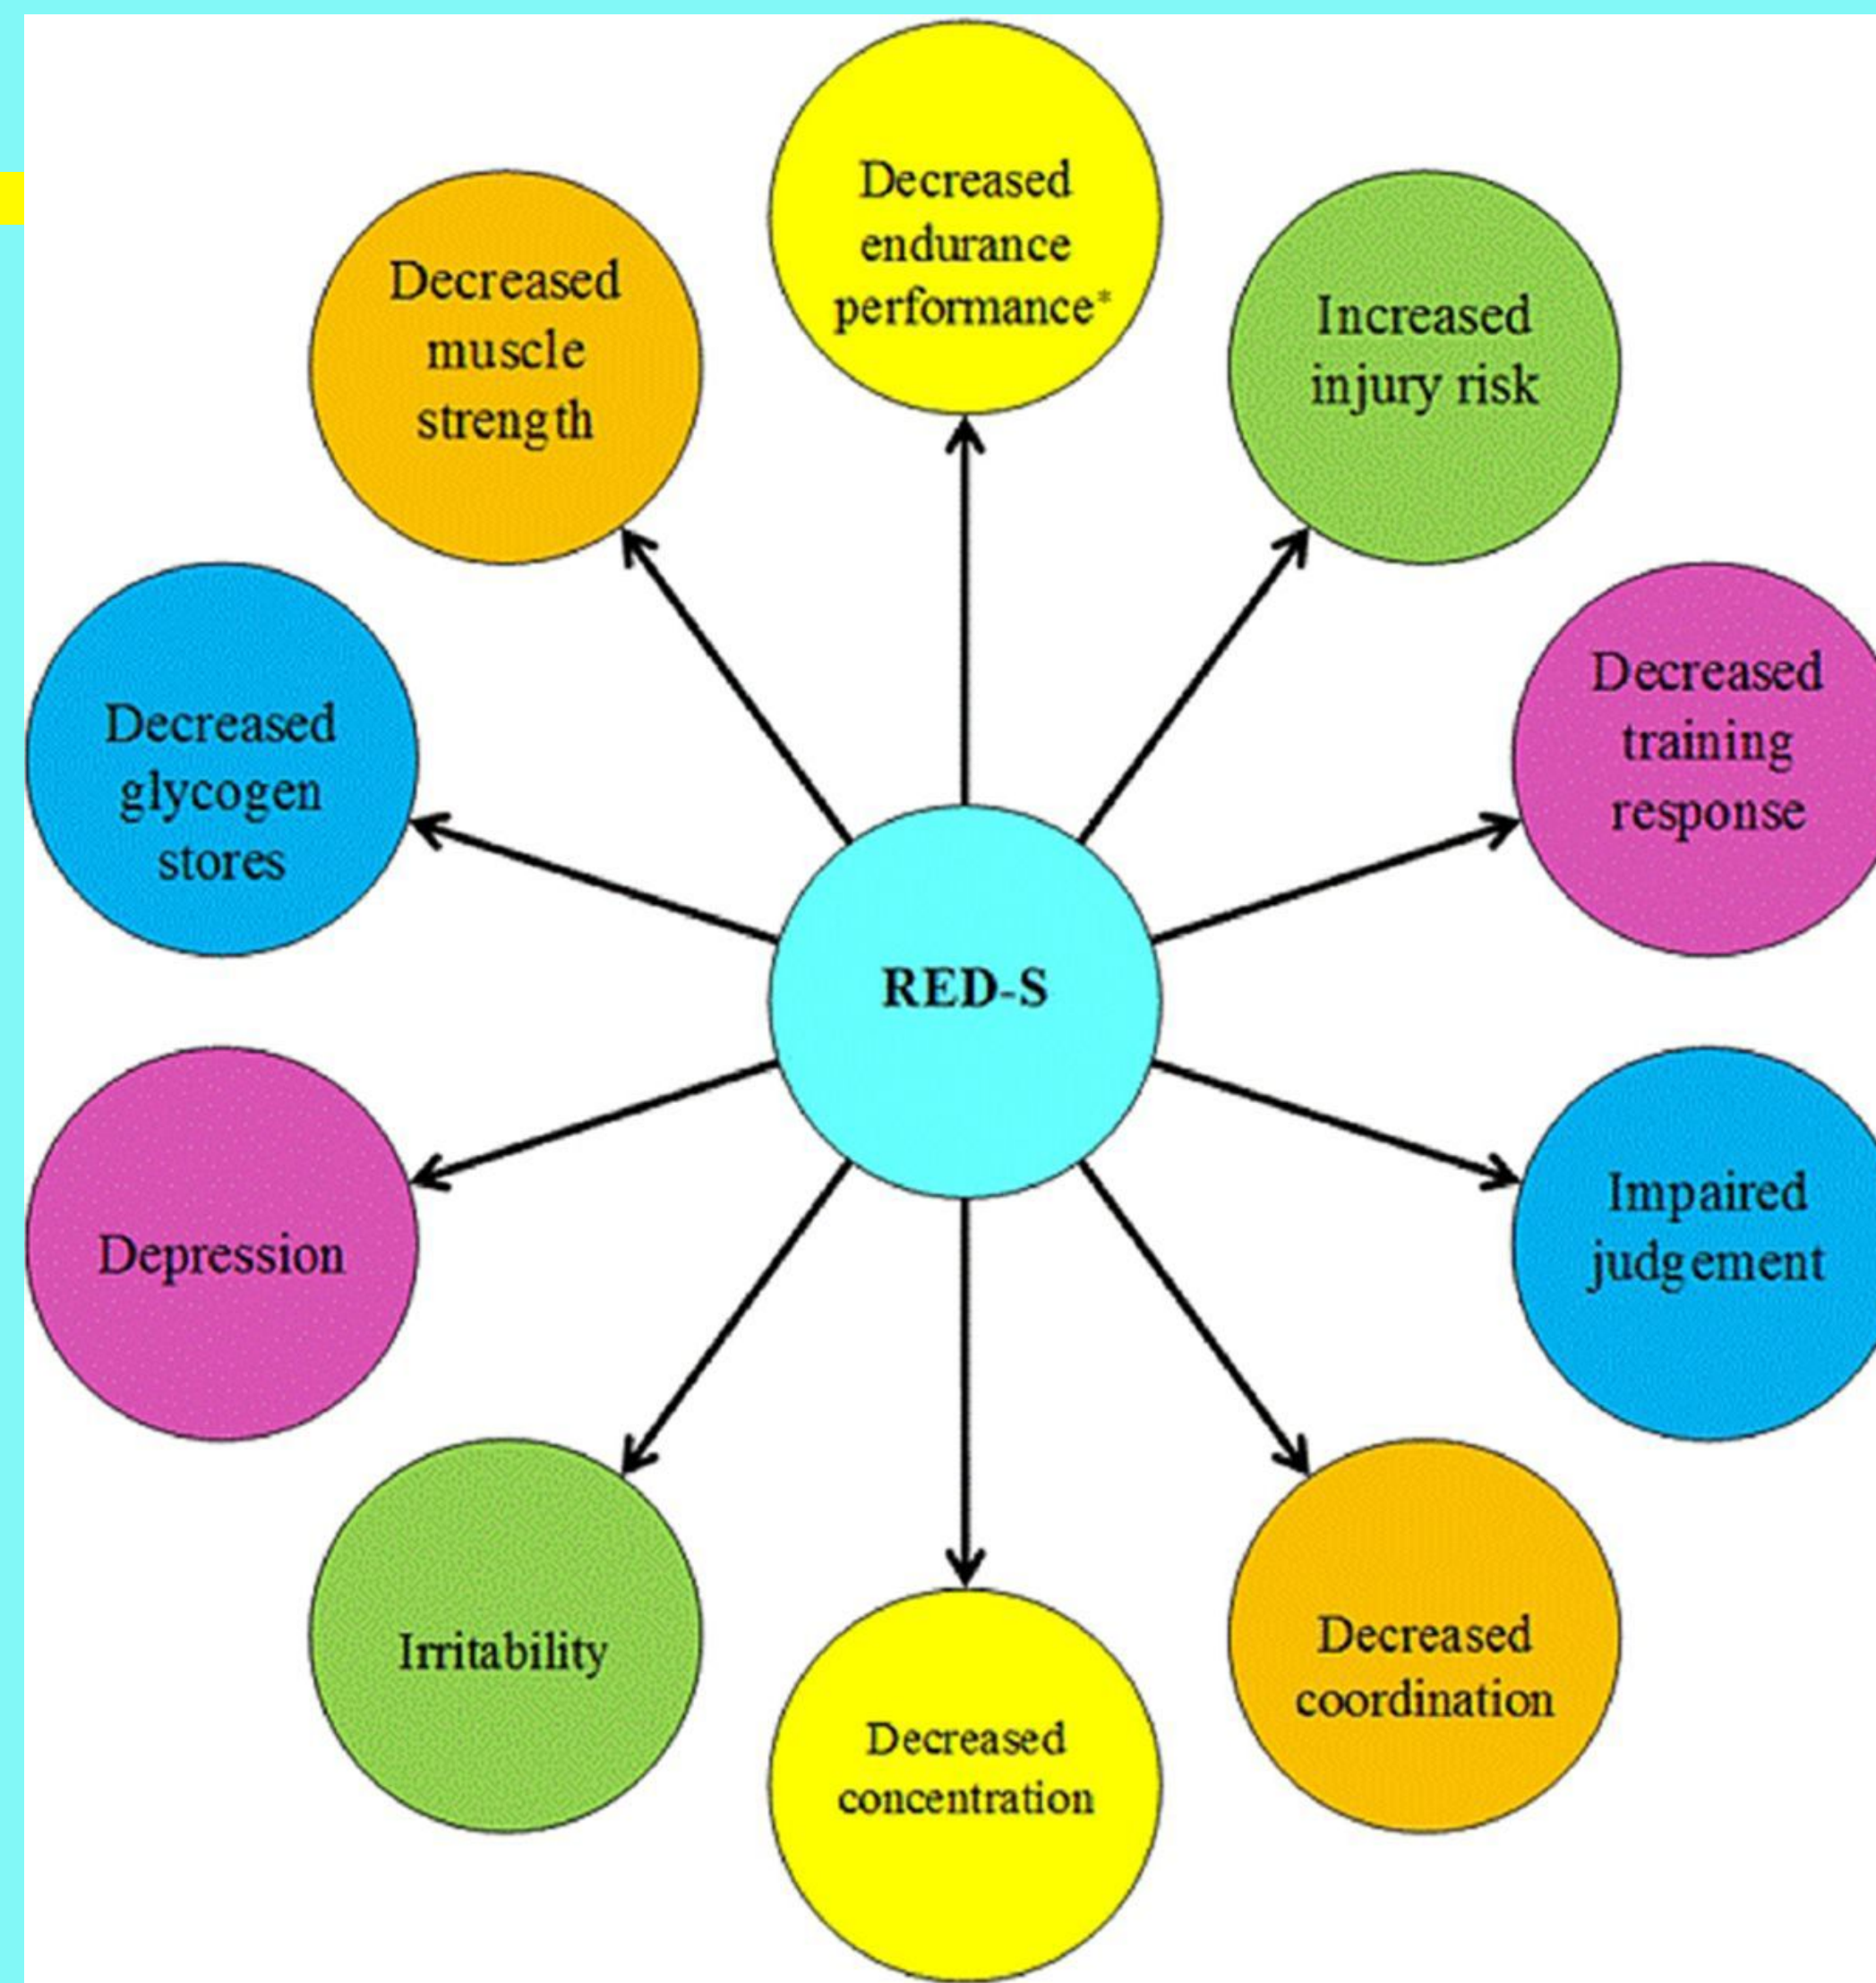 Decreased
endurance
performance*
Decreased
muscle
strength
Increased
injury risk
Decreased
glycogen
stores
Decreased
training
response
RED-S
Depression
Impaired
judgement
Irritability
Decreased
concentration
Decreased
coordination